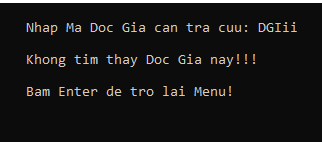 Nhap Ma Doc Gia can tra cuu: DGIii
Khong tim thay Doc Gia nay!!!
Bam Enter de tro lai Menu!